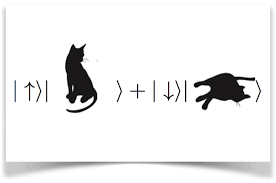 |↑⟩| ⟩ + |↓⟩| ⟩